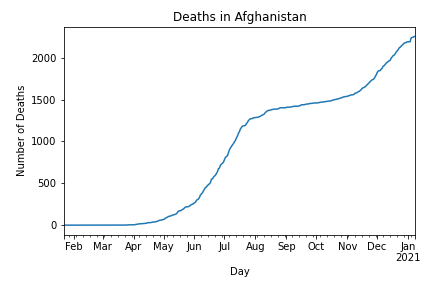 Deaths in Afghanistan
Number of Deaths
2000
1500
1000
500
0
Feb Mar Apr May Jun Jul Aug Sep Oct Nov Dec Jan
2021
Day